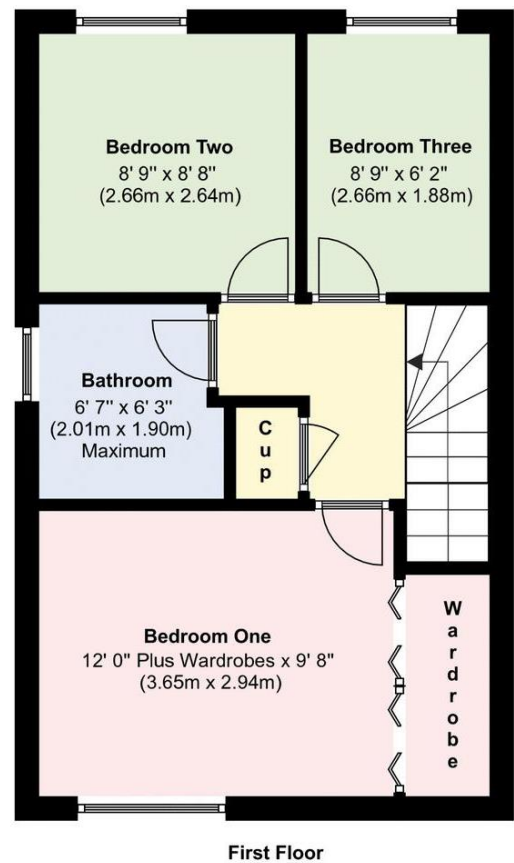 Bedroom Two
8' 9" x 8' 8"
(2.66m x 2.64m)
Bedroom Three
8' 9" x 6' 2"
(2.66m x 1.88m)
Bathroom
6' 7" x 6' 3"
(2.01m x 1.90m)
Maximum
Cup
Bedroom One
12' 0" Plus Wardrobes x 9' 8"
(3.65m x 2.94m)
Wardrobe
First Floor